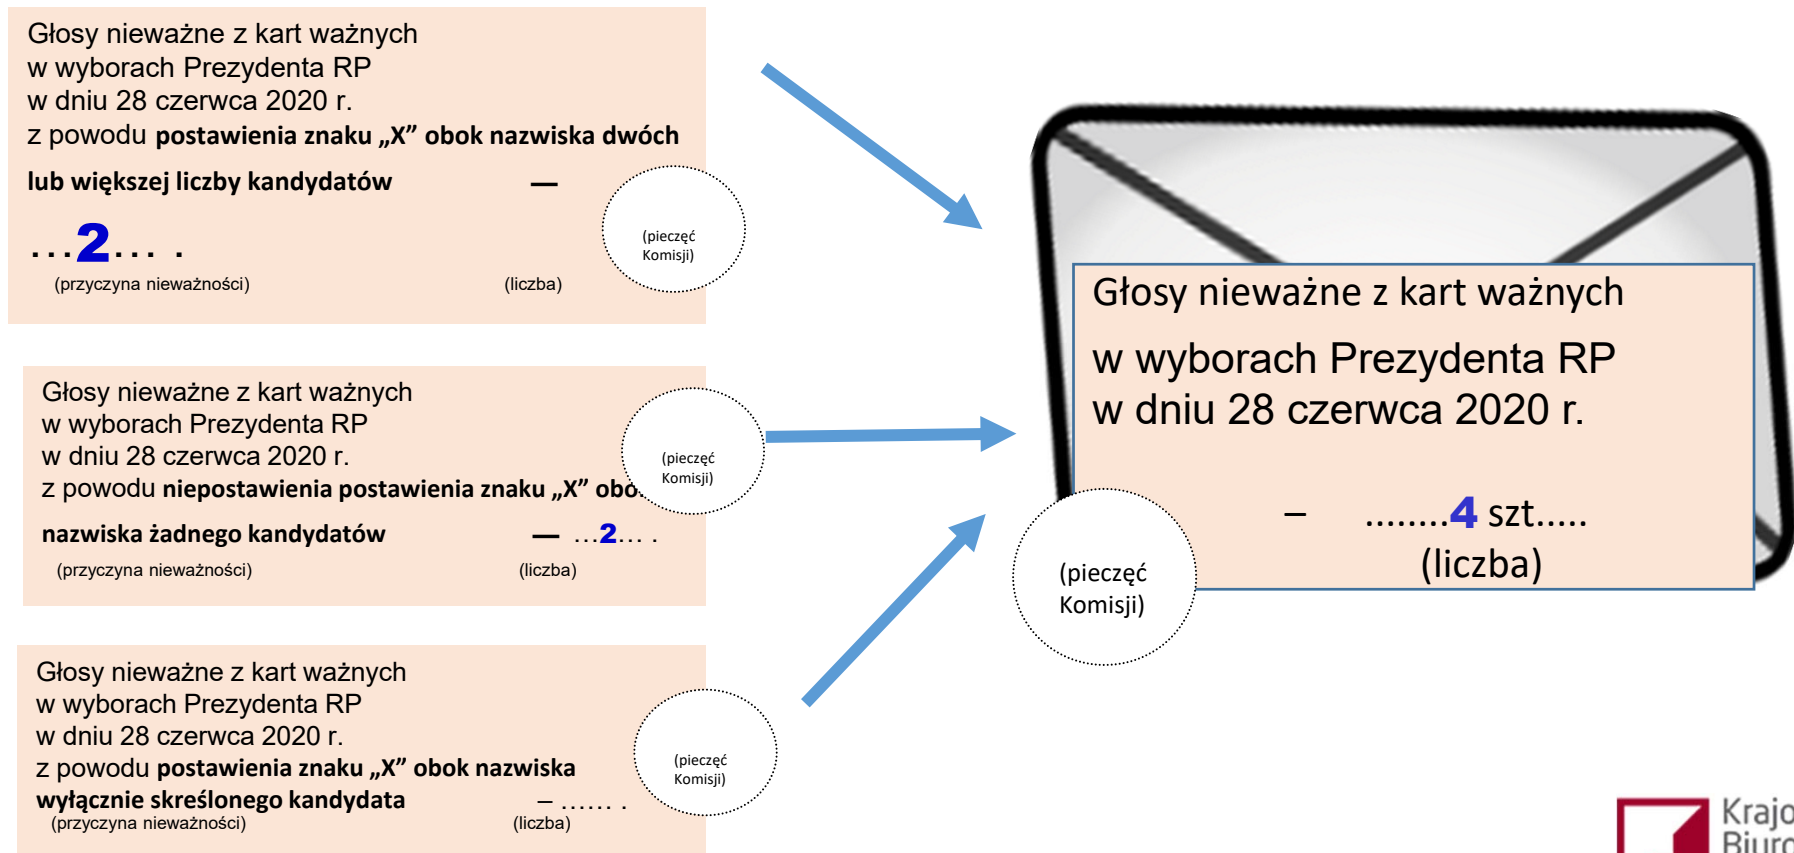 Głosy nieważne z kart ważnych
w wyborach Prezydenta RP
w dniu 28 czerwca 2020 r.
z powodu postawienia znaku „X” obok nazwiska dwóch
lub większej liczby kandydatów —
...2... .
(przyczyna nieważności) (liczba)
(pieczęć
Komisji)
Głosy nieważne z kart ważnych
w wyborach Prezydenta RP
w dniu 28 czerwca 2020 r.
z powodu niepostawienia postawienia znaku „X”
nazwiska żadnego kandydatów — ...2... .
(przyczyna nieważności) (liczba)
(pieczęć
Komisji)
Głosy nieważne z kart ważnych
w wyborach Prezydenta RP
w dniu 28 czerwca 2020 r.
z powodu postawienia znaku „X” obok nazwiska
wyłącznie skreślonego kandydata – ...... .
(przyczyna nieważności) (liczba)
(pieczęć
Komisji)
Głosy nieważne z kart ważnych
w wyborach Prezydenta RP
w dniu 28 czerwca 2020 r.
– ........4 szt.....
(liczba)
(pieczęć
Komisji)